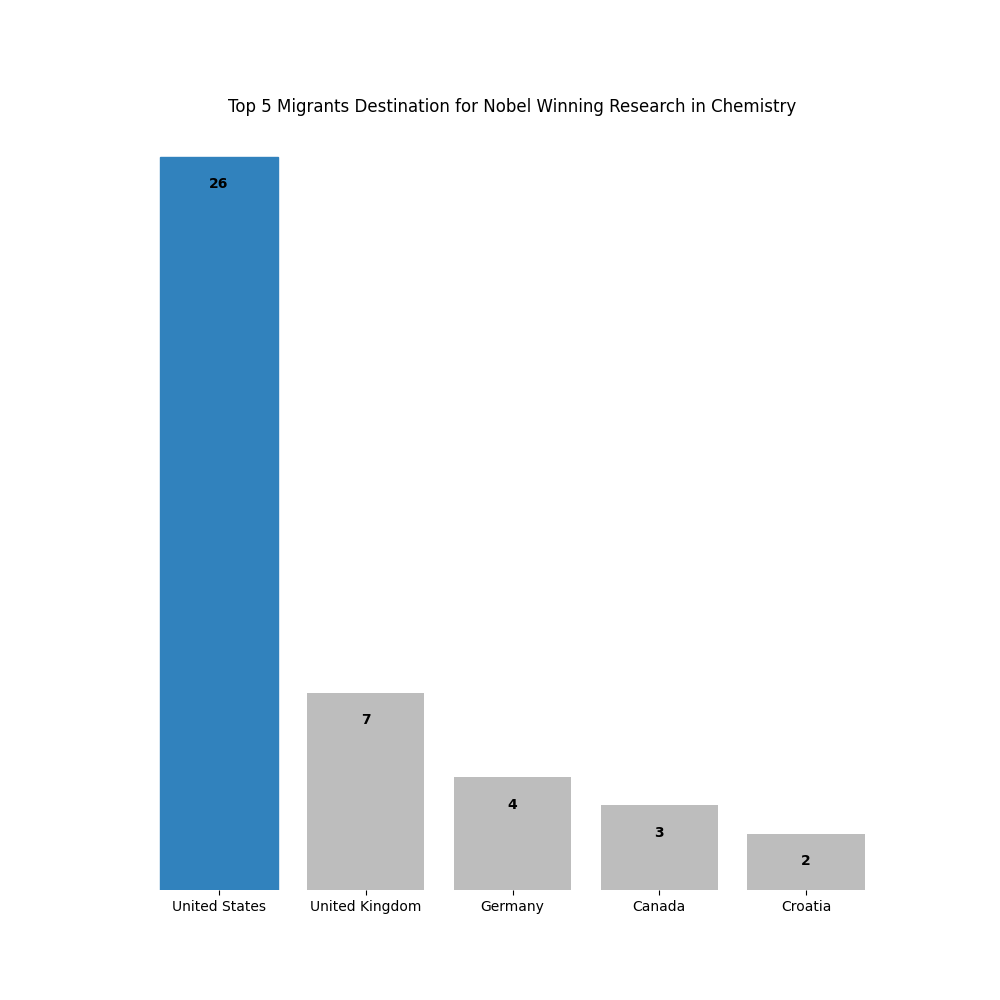 Top 5 Migrants Destination for Nobel Winning Research in Chemistry
26
7
4
3
2
United States United Kingdom Germany Canada Croatia